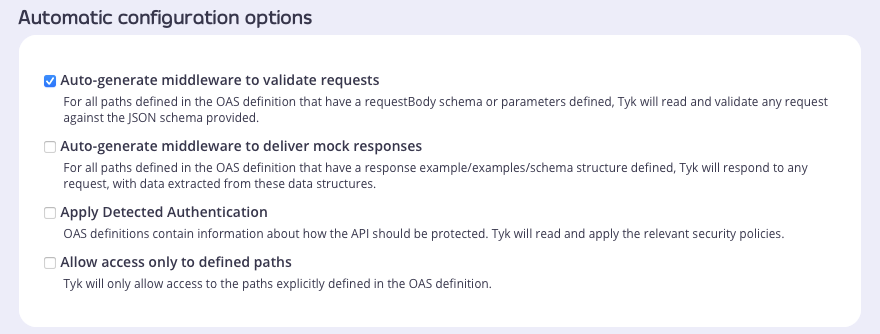 Automatic configuration options
Auto-generate middleware to validate requests
For all paths defined in the OAS definition that have a requestBody schema or parameters defined, Tyk will read and validate any request
against the JSON schema provided.
Auto-generate middleware to deliver mock responses
For all paths defined in the OAS definition that have a response example/examples/schema structure defined, Tyk will respond to any
request, with data extracted from these data structures.
Apply Detected Authentication
OAS definitions contain information about how the API should be protected. Tyk will read and apply the relevant security policies.
Allow access only to defined paths
Tyk will only allow access to the paths explicitly defined in the OAS definition.